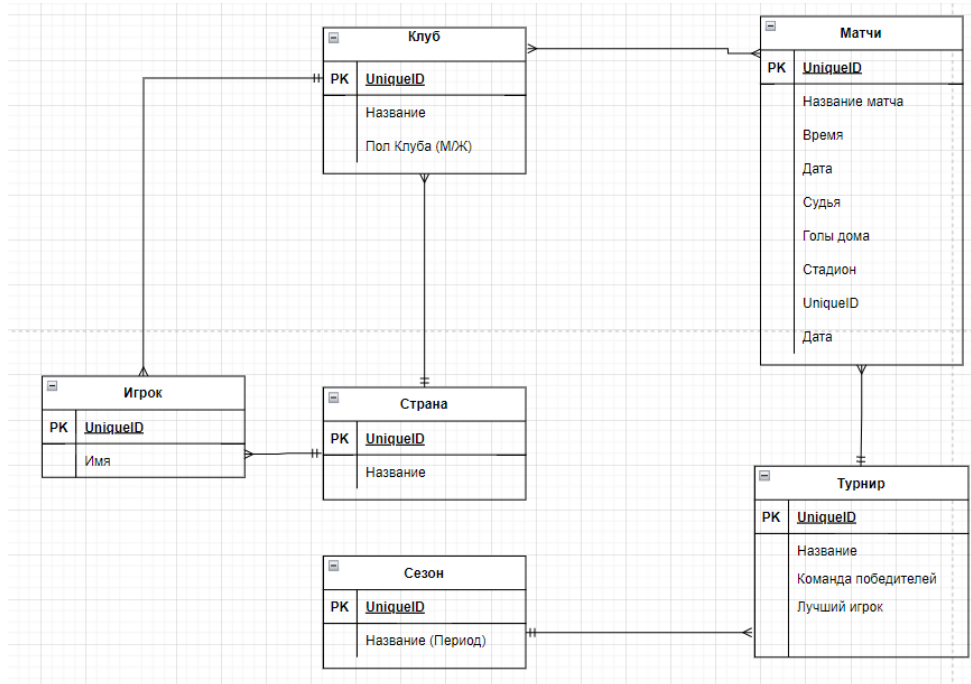 Клуб
PK UniqueID
Название
Пол Клуба (М/Ж)
Матчи
PK UniqueID
Название матча
Время
Дата
Судья
Голы дома
Стадион
UniqueID
Дата
Игрок
PK UniqueID
Имя
Страна
PK UniqueID
Название
Турнир
PK UniqueID
Название
Команда победителей
Лучший игрок
Сезон
PK UniqueID
Название (Период)